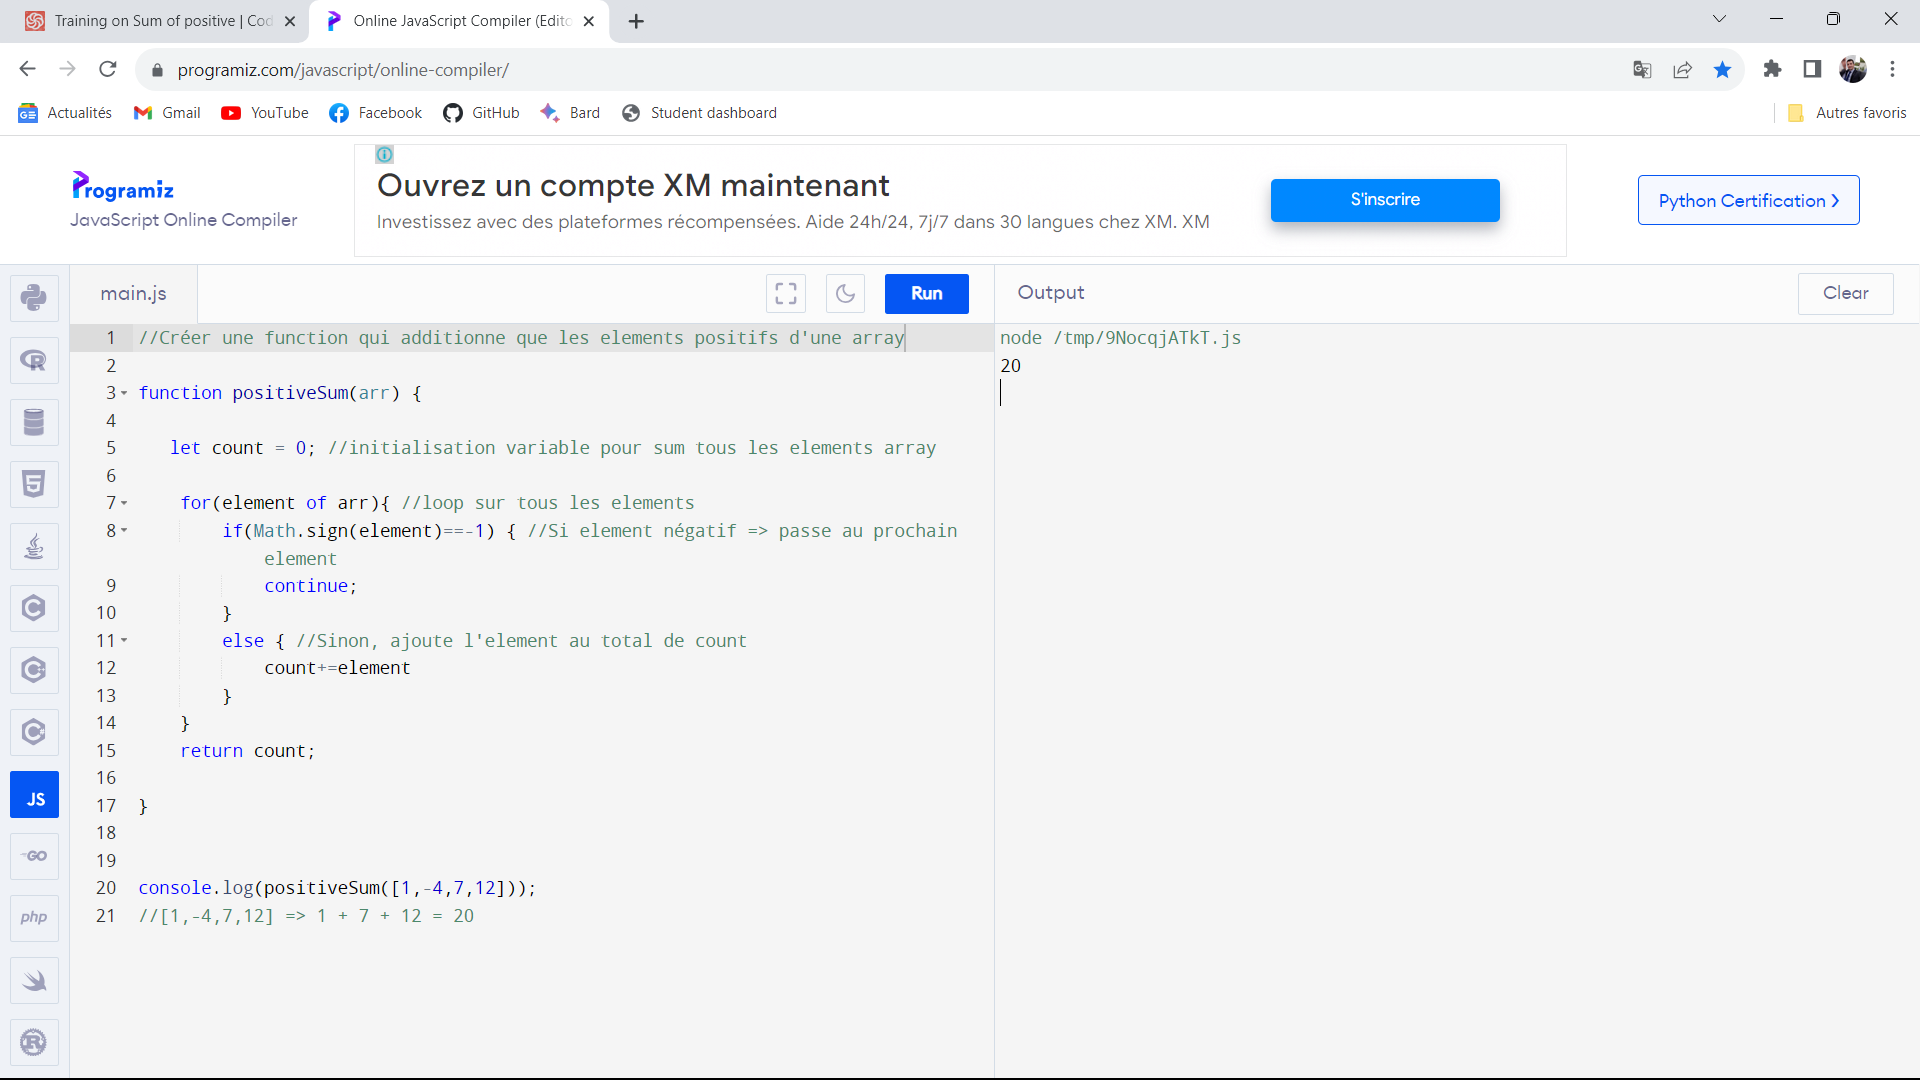 Training on Sum of positive | Cod
Online JavaScript Compiler (Edito
programiz.com/javascript/online-compiler/
Actualités
Gmail
YouTube
Facebook
GitHub
Bard
Student dashboard
Autres favoris
Programiz
JavaScript Online Compiler
Ouvrez un compte XM maintenant
Investissez avec des plateformes récompensées. Aide 24h/24, 7j/7 dans 30 langues chez XM. XM
S'inscrire
Python Certification
main.js
Run
Output
Clear
1 //Créer une function qui additionne que les elements positifs d'une array
2
3 function positiveSum(arr) {
4
5 let count = 0; //initialisation variable pour sum tous les elements array
6
7 for(element of arr){ //loop sur tous les elements
8 if(Math.sign(element)==-1) { //Si element négatif => passe au prochain
element
9 continue;
10 }
11 else { //Sinon, ajoute l'element au total de count
12 count+=element
13 }
14 }
15 return count;
16
17 }
18
19
20 console.log(positiveSum([1,-4,7,12]));
21 //[1,-4,7,12] => 1 + 7 + 12 = 20
node /tmp/9NocqjATkT.js
20
R
5
C
C
C
JS
GO
php
R